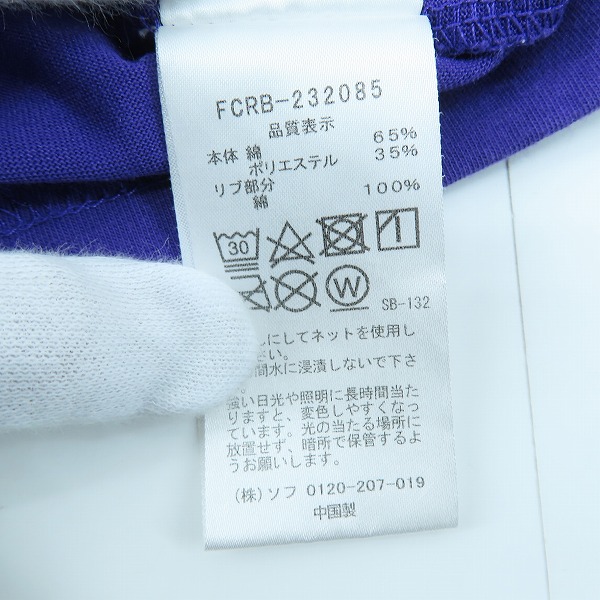 FCRB-232085
品質表示
本体 綿 65%
ポリエステル 35%
リブ部分
綿 100%
30
W
SB-132
にしてネットを使用し
さい。
間水に浸漬しないで下さ
強い日光や照明に長時間当た
りますと、変色しやすくなっ
ています。光の当たる場所に
放置せず、暗所で保管するよ
うお願いします。
(株)ソフ 0120-207-019
中国製